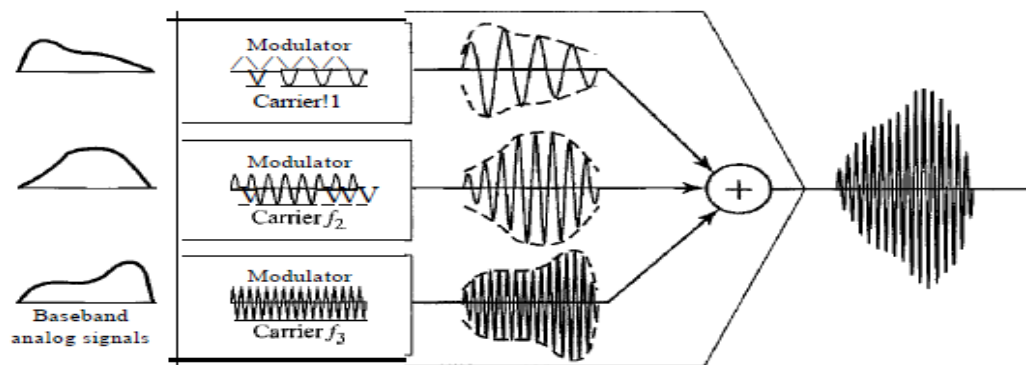 Modulator
Carrier!1
Modulator
Carrier f₂
Modulator
Carrier f₃
Baseband
analog signals
+